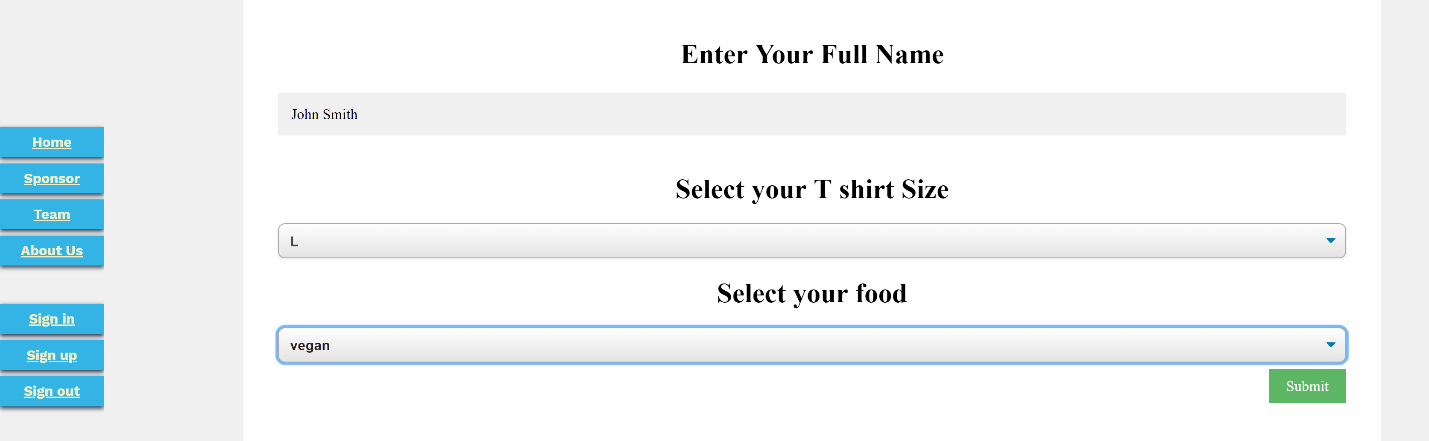 Enter Your Full Name
John Smith
Select your T shirt Size
L
Select your food
vegan
Submit
Home
Sponsor
Team
About Us
Sign in
Sign up
Sign out